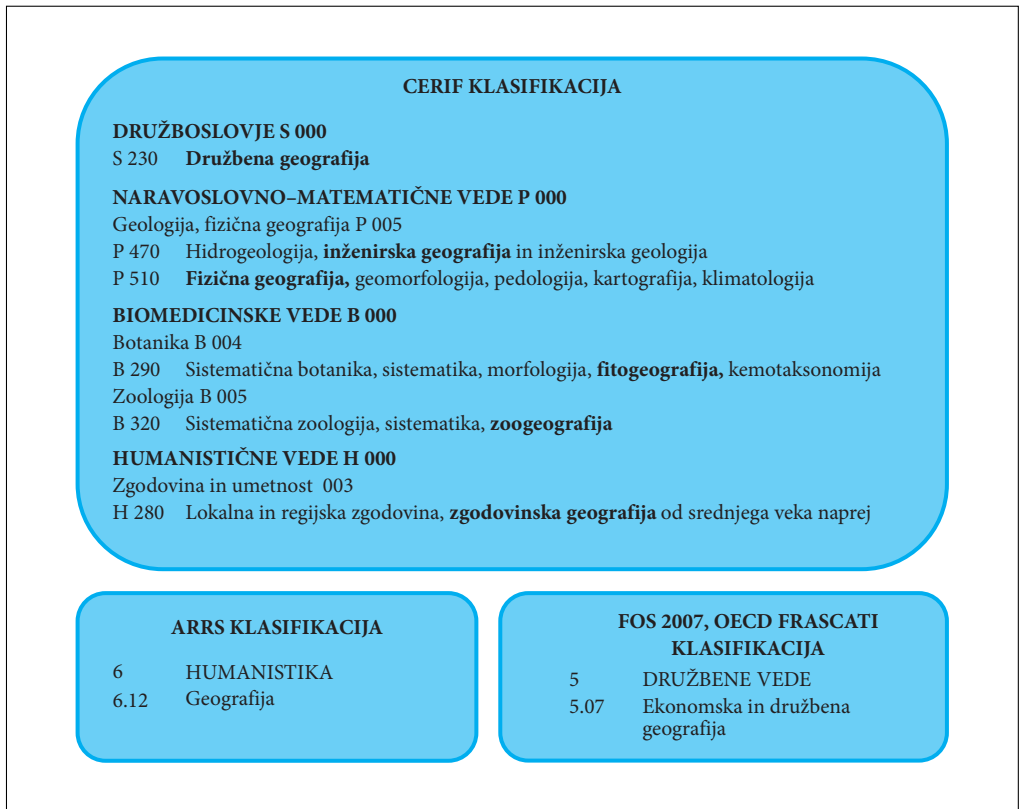 CERIF KLASIFIKACIJA
DRUŽBOSLOVJE S 000
S 230 Družbena geografija
NARAVOSLOVNO–MATEMATIČNE VEDE P 000
Geologija, fizična geografija P 005
P 470 Hidrogeologija, inženirska geografija in inženirska geologija
P 510 Fizična geografija, geomorfologija, pedologija, kartografija, klimatologija
BIOMEDICINSKE VEDE B 000
Botanika B 004
B 290 Sistematična botanika, sistematika, morfologija, fitogeografija, kemotaksonomija
Zoologija B 005
B 320 Sistematična zoologija, sistematika, zoogeografija
HUMANISTIČNE VEDE H 000
Zgodovina in umetnost 003
H 280 Lokalna in regijska zgodovina, zgodovinska geografija od srednjega veka naprej
ARRS KLASIFIKACIJA
6 HUMANISTIKA
6.12 Geografija
FOS 2007, OECD FRASCATI
KLASIFIKACIJA
5 DRUŽBENE VEDE
5.07 Ekonomska in družbena
geografija